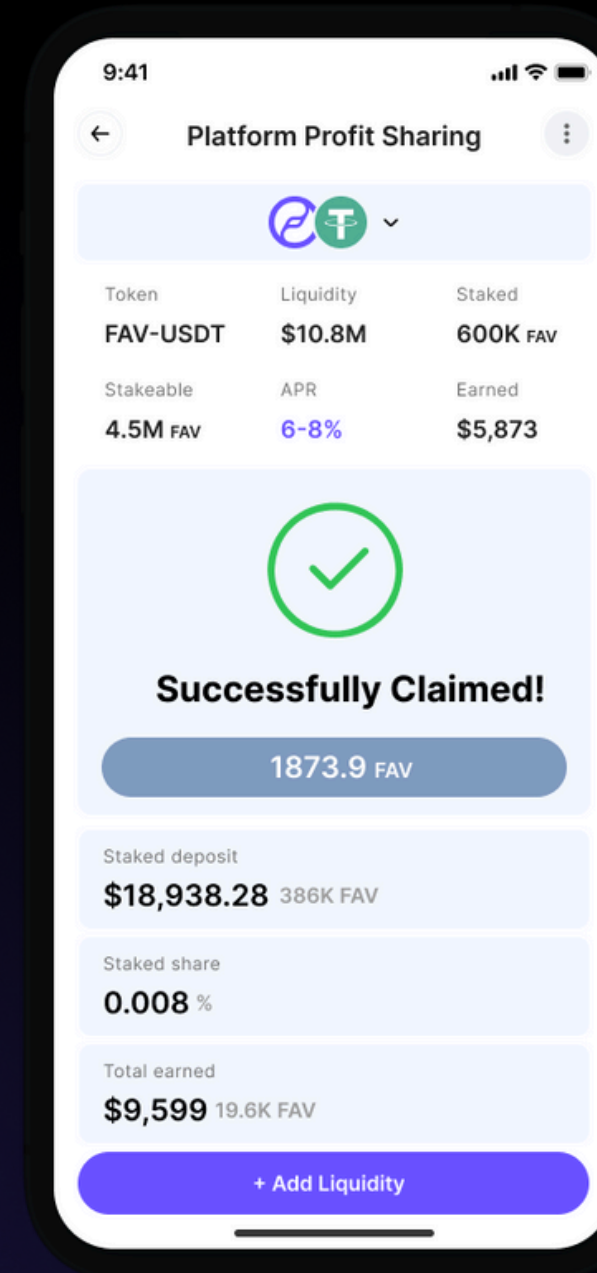 9:41
Platform Profit Sharing
Token Liquidity Staked
FAV-USDT $10.8M 600K FAV
Stakeable APR Earned
4.5M FAV 6-8% $5,873
Successfully Claimed!
1873.9 FAV
Staked deposit
$18,938.28 386K FAV
Staked share
0.008 %
Total earned
$9,599 19.6K FAV
+ Add Liquidity